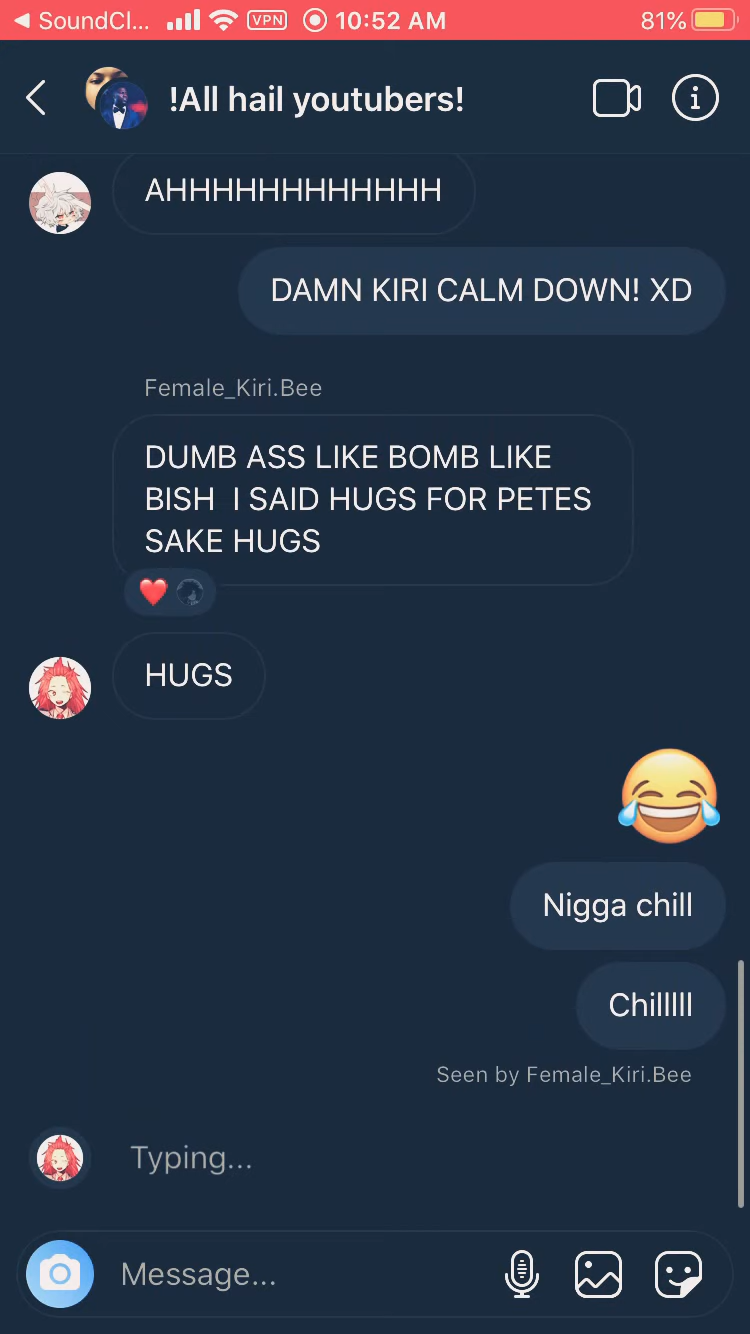 SoundCl... VPN 10:52 AM 81%
!All hail youtubers!
AHHHHHHHHHHHHH
DAMN KIRI CALM DOWN! XD
Female_Kiri.Bee
DUMB ASS LIKE BOMB LIKE
BISH  I SAID HUGS FOR PETES
SAKE HUGS
HUGS
Nigga chill
Chilllll
Seen by Female_Kiri.Bee
Typing...
Message...